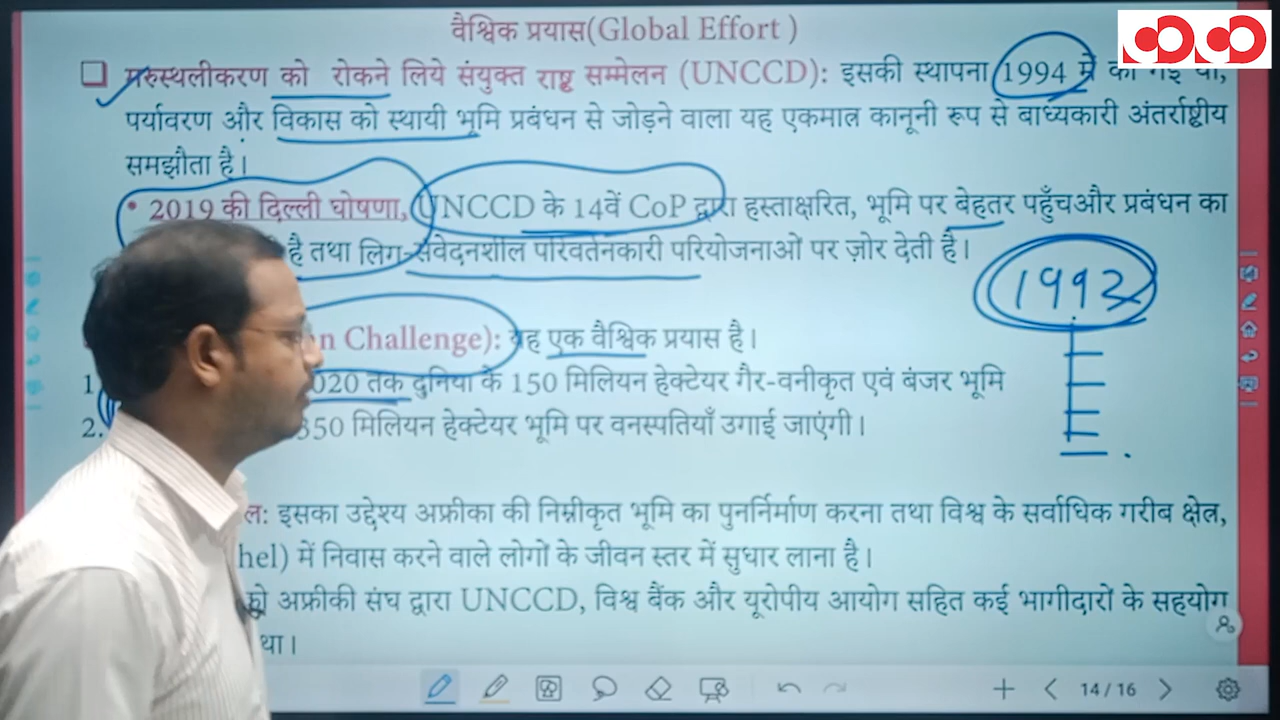 वैश्विक प्रयास(Global Effort )
मरुस्थलीकरण को रोकने लिये संयुक्त राष्ट्र सम्मेलन (UNCCD): इसकी स्थापना 1994 में की गई थी,
पर्यावरण और विकास को स्थायी भूमि प्रबंधन से जोड़ने वाला यह एकमात्र कानूनी रूप से बाध्यकारी अंतर्राष्ट्रीय
समझौता है।
• 2019 की दिल्ली घोषणा, UNCCD के 14वें CoP द्वारा हस्ताक्षरित, भूमि पर बेहतर पहुँचऔर प्रबंधन का
है तथा लिंग-संवेदनशील परिवर्तनकारी परियोजनाओं पर ज़ोर देती है।
1992
n Challenge): यह एक वैश्विक प्रयास है।
1. 020 तक दुनिया के 150 मिलियन हेक्टेयर गैर-वनीकृत एवं बंजर भूमि
2. 350 मिलियन हेक्टेयर भूमि पर वनस्पतियाँ उगाई जाएंगी।
ल: इसका उद्देश्य अफ्रीका की निम्नीकृत भूमि का पुनर्निर्माण करना तथा विश्व के सर्वाधिक गरीब क्षेत्र,
hel) में निवास करने वाले लोगों के जीवन स्तर में सुधार लाना है।
अफ्रीकी संघ द्वारा UNCCD, विश्व बैंक और यूरोपीय आयोग सहित कई भागीदारों के सहयोग
था।
14/16